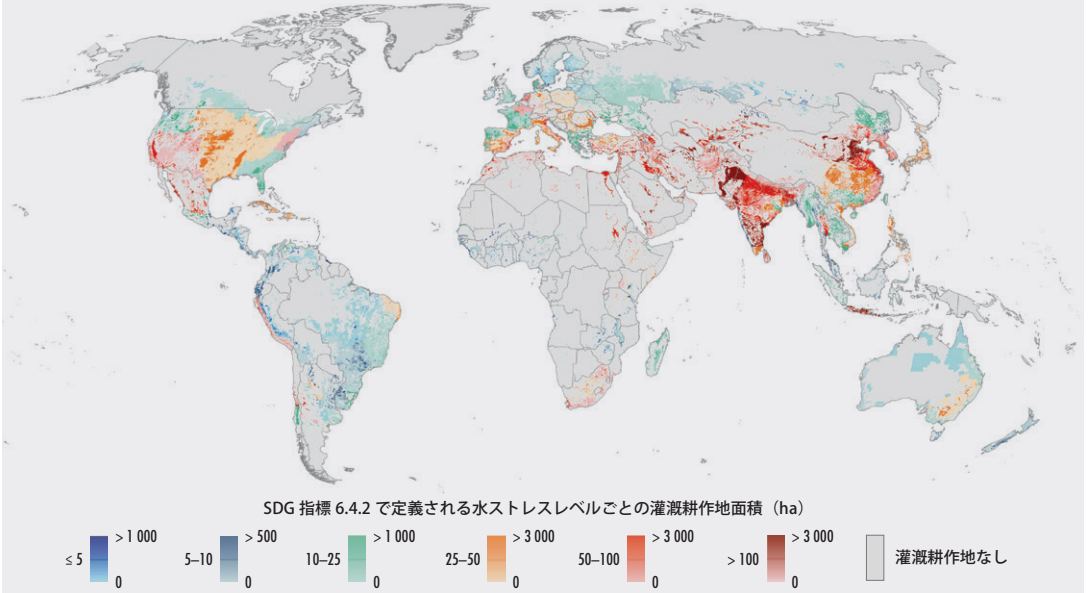 SDG 指標 6.4.2 で定義される水ストレスレベルごとの灌漑耕作地面積（ha）
≤ 5 > 1 000 0
5–10 > 500 0
10–25 > 1 000 0
25–50 > 3 000 0
50–100 > 3 000 0
> 100 > 3 000 0
灌漑耕作地なし